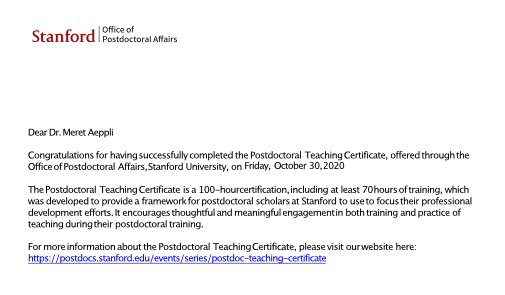 Stanford | Office of
Postdoctoral Affairs
Dear Dr. Meret Aeppli
Congratulations for having successfully completed the Postdoctoral Teaching Certificate, offered through the
Office of Postdoctoral Affairs, Stanford University, on Friday, October 30, 2020
The Postdoctoral Teaching Certificate is a 100-hour certification, including at least 70 hours of training, which
was developed to provide a framework for postdoctoral scholars at Stanford to use to focus their professional
development efforts. It encourages thoughtful and meaningful engagement in both training and practice of
teaching during their postdoctoral training.
For more information about the Postdoctoral Teaching Certificate, please visit our website here:
https://postdocs.stanford.edu/events/series/postdoc-teaching-certificate